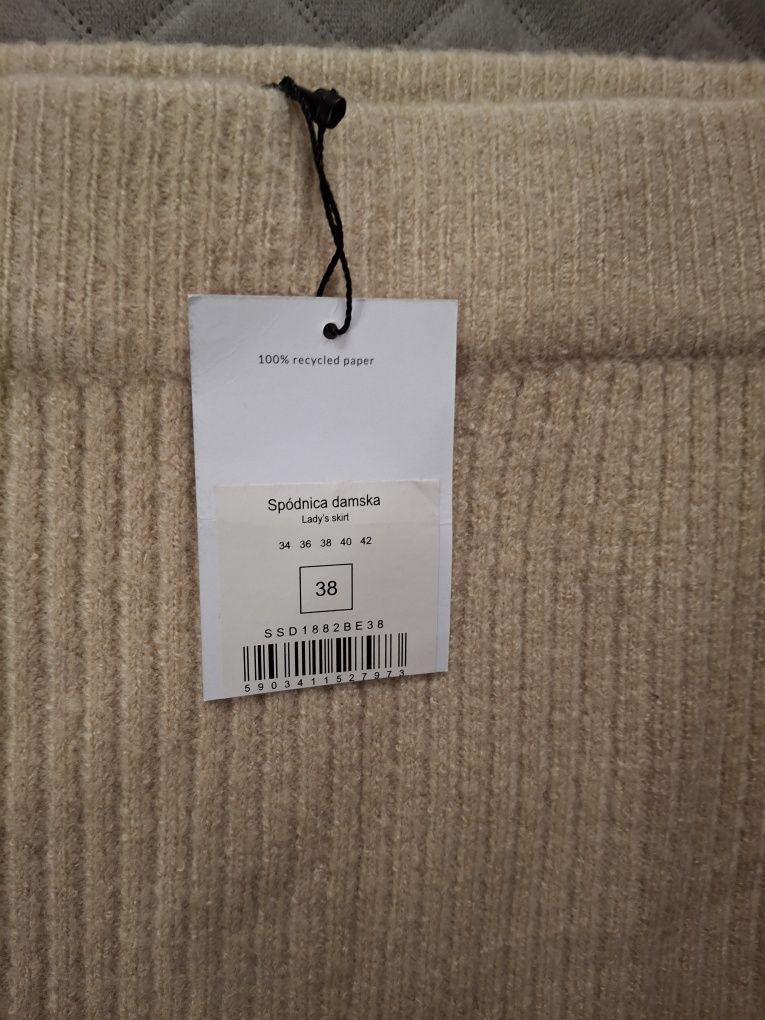 100% recycled paper
Spódnica damska
Lady's skirt
34 36 38 40 42
38
SSD1882BE38
5903411527973